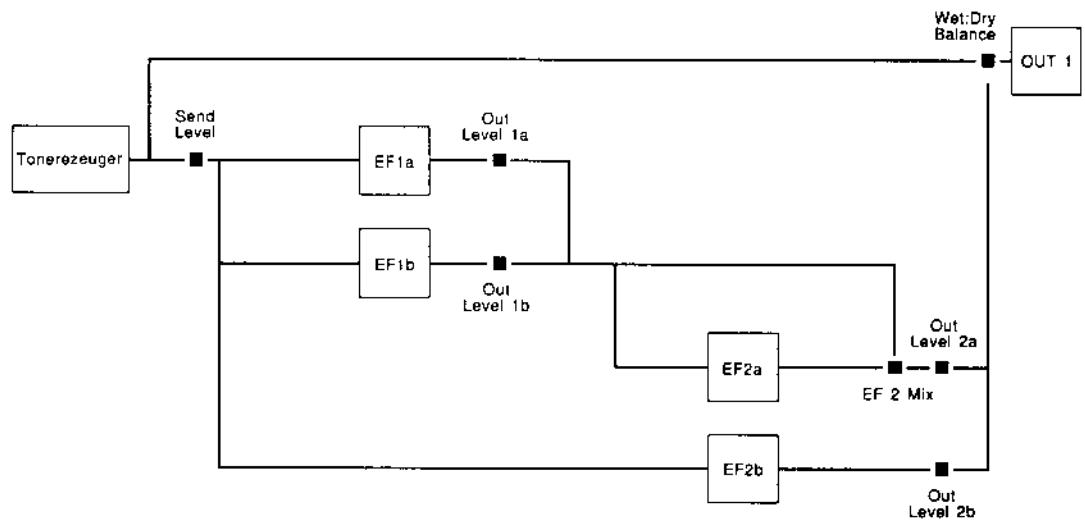 Wet:Dry
Balance
OUT 1
Send
Level
Out
Level 1a
Tonerezeuger
EF1a
EF1b
Out
Level 1b
Out
Level 2a
EF2a
EF 2 Mix
EF2b
Out
Level 2b